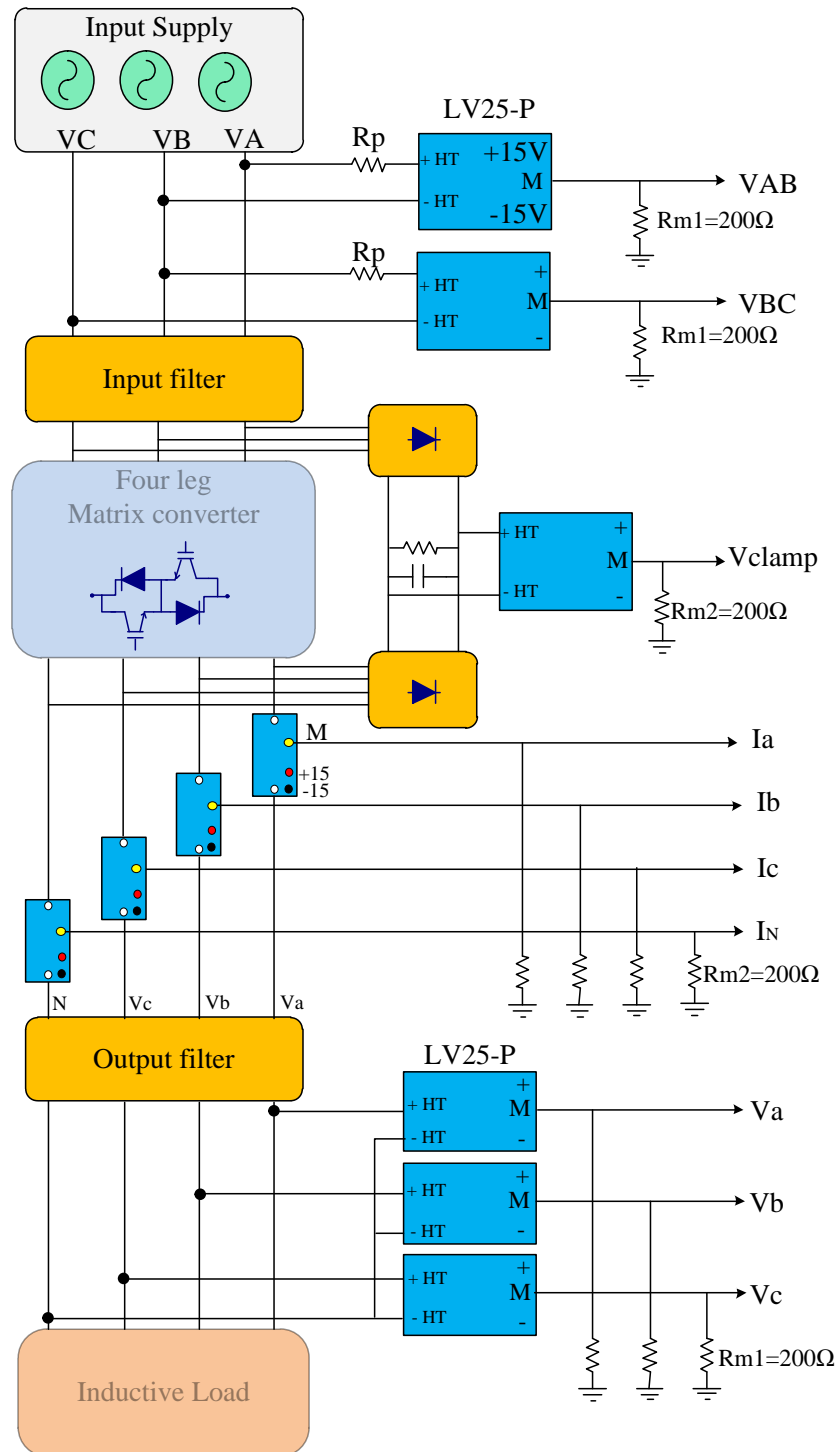 Input Supply
VC VB VA
LV25-P
Rp
+ HT
+15V
M
- HT
-15V
VAB
Rm1=200Ω
Rp
+ HT
+
M
- HT
-
VBC
Rm1=200Ω
Input filter
Four leg
Matrix converter
+ HT
+
M
- HT
-
Vclamp
Rm2=200Ω
M
+15
-15
Ia
Ib
Ic
IN
Rm2=200Ω
N Vc Vb Va
Output filter
LV25-P
+ HT
+
M
- HT
-
Va
+ HT
+
M
- HT
-
Vb
+ HT
+
M
- HT
-
Vc
Rm1=200Ω
Inductive Load